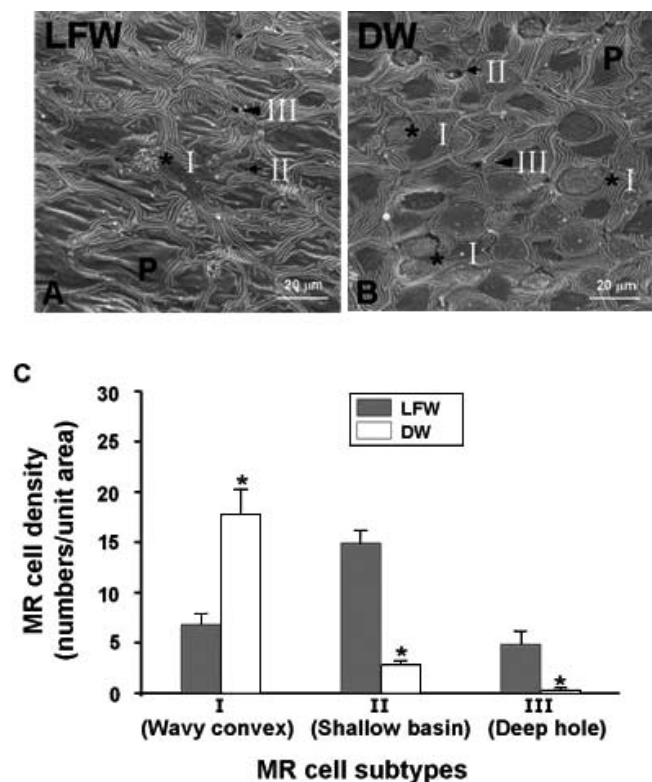 LFW
III
* I
II
P
A
20 µm
DW
P
II
I
*
III
I
*
I
*
B
20 µm
C
MR cell density
(numbers/unit area)
30
25
20
15
10
5
0
LFW
DW
*
*
*
I
(Wavy convex)
II
(Shallow basin)
III
(Deep hole)
MR cell subtypes